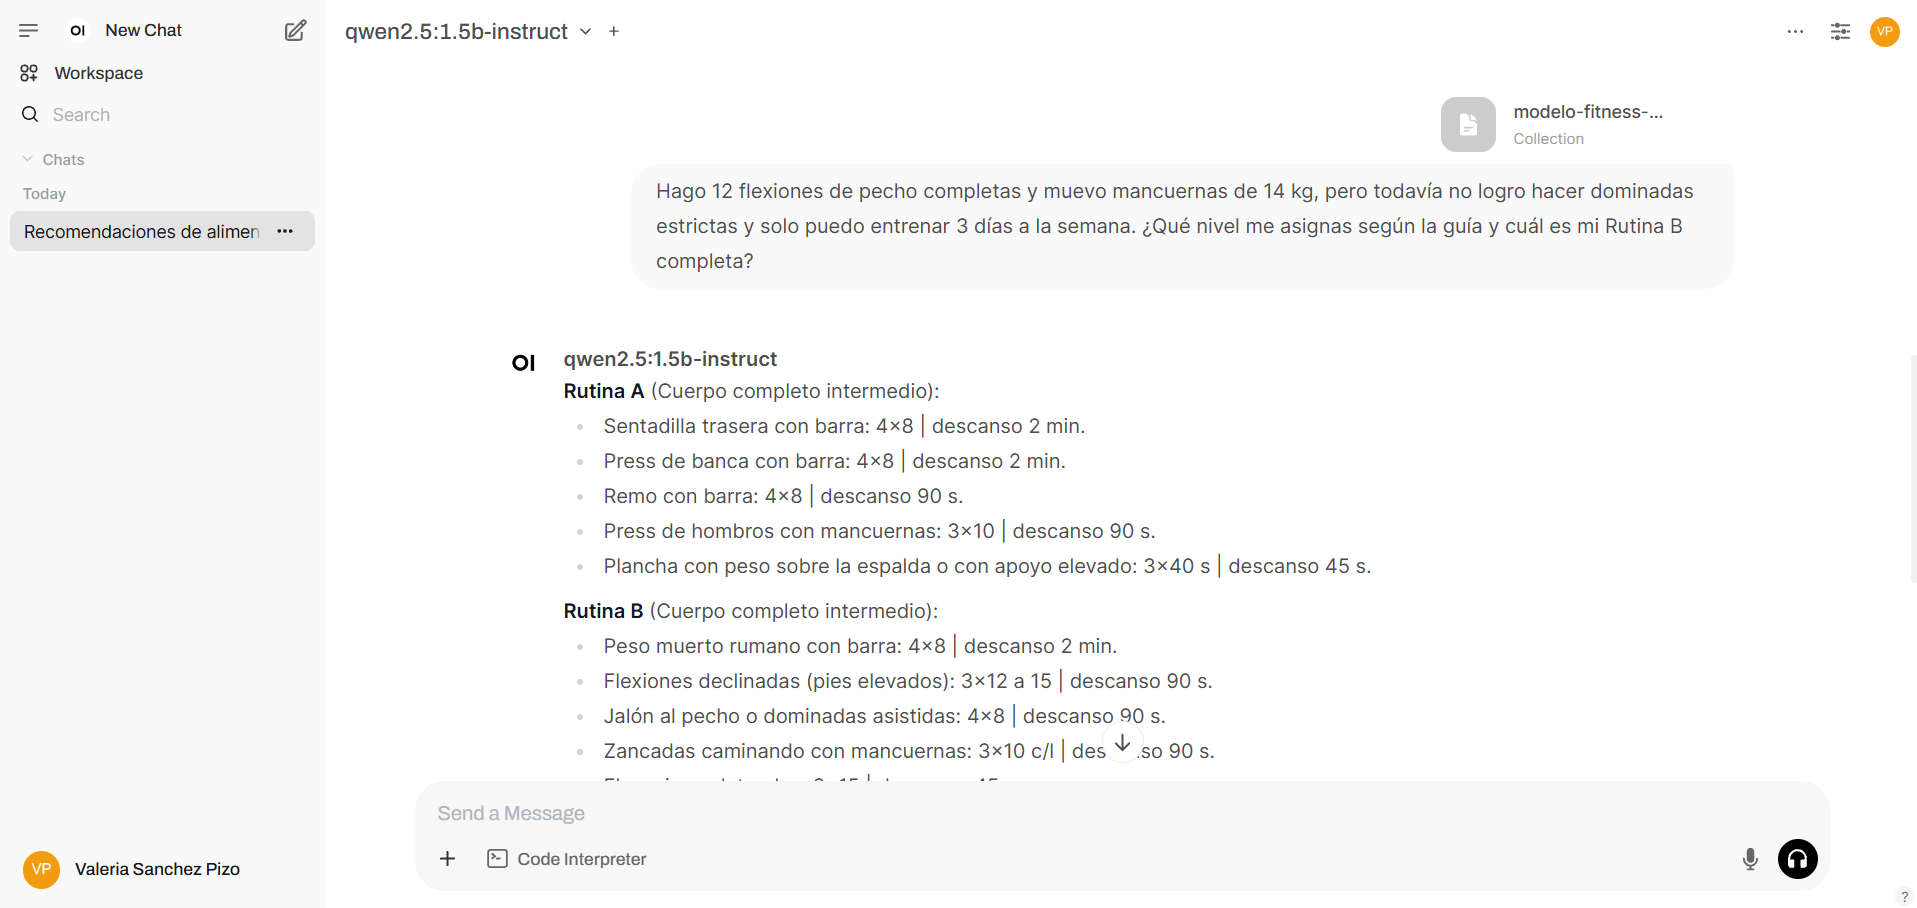 OI New Chat
Workspace
Search
Chats
Today
Recomendaciones de alimen ...
VP Valeria Sanchez Pizo
qwen2.5:1.5b-instruct
VP
modelo-fitness-...
Collection
Hago 12 flexiones de pecho completas y muevo mancuernas de 14 kg, pero todavía no logro hacer dominadas
estrictas y solo puedo entrenar 3 días a la semana. ¿Qué nivel me asignas según la guía y cuál es mi Rutina B
completa?
OI qwen2.5:1.5b-instruct
Rutina A (Cuerpo completo intermedio):
Sentadilla trasera con barra: 4×8 | descanso 2 min.
Press de banca con barra: 4×8 | descanso 2 min.
Remo con barra: 4×8 | descanso 90 s.
Press de hombros con mancuernas: 3×10 | descanso 90 s.
Plancha con peso sobre la espalda o con apoyo elevado: 3×40 s | descanso 45 s.
Rutina B (Cuerpo completo intermedio):
Peso muerto rumano con barra: 4×8 | descanso 2 min.
Flexiones declinadas (pies elevados): 3×12 a 15 | descanso 90 s.
Jalón al pecho o dominadas asistidas: 4×8 | descanso 90 s.
Zancadas caminando con mancuernas: 3×10 c/l | descanso 90 s.
Send a Message
Code Interpreter
?